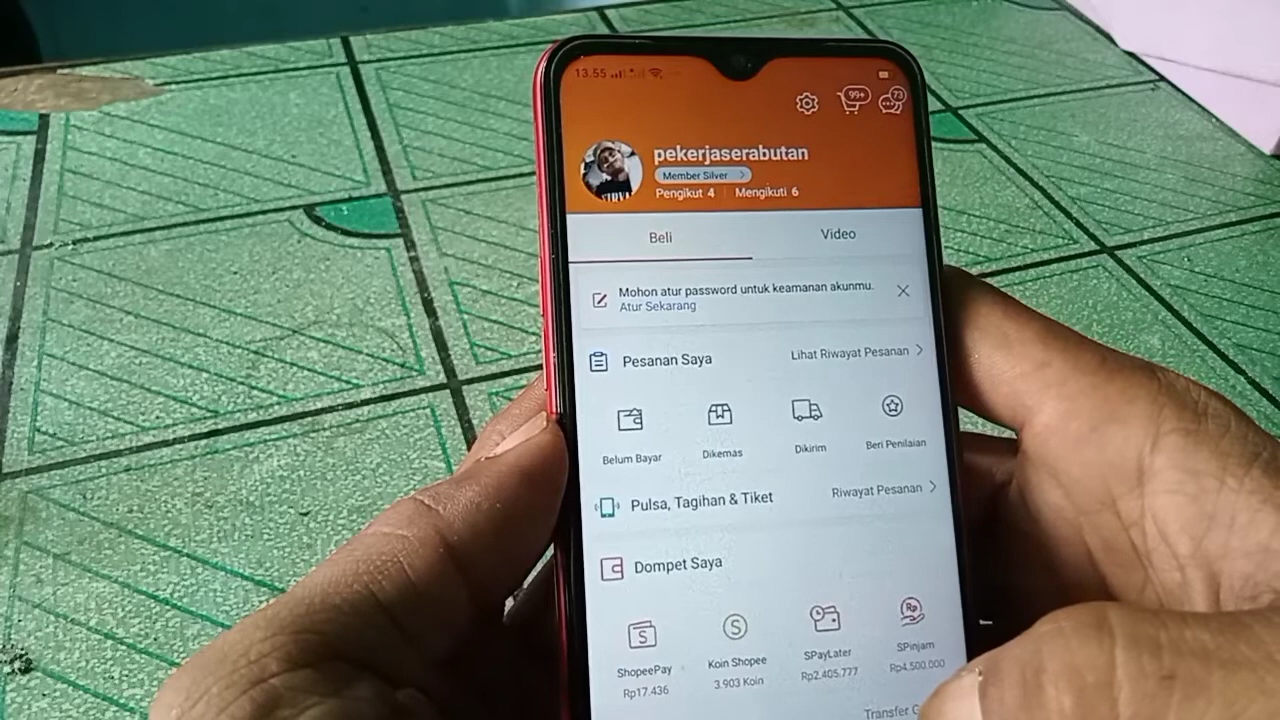 13.55
99+
73
pekerjaserabutan
Member Silver
Pengikut 4
Mengikuti 6
Beli
Video
Mohon atur password untuk keamanan akunmu.
Atur Sekarang
Pesanan Saya
Lihat Riwayat Pesanan
Belum Bayar
Dikemas
Dikirim
Beri Penilaian
Pulsa, Tagihan & Tiket
Riwayat Pesanan
Dompet Saya
ShopeePay
Koin Shopee
SPayLater
SPinjam
Rp17.436
3.903 Koin
Rp2.405.777
Rp4.500.000
Transfer